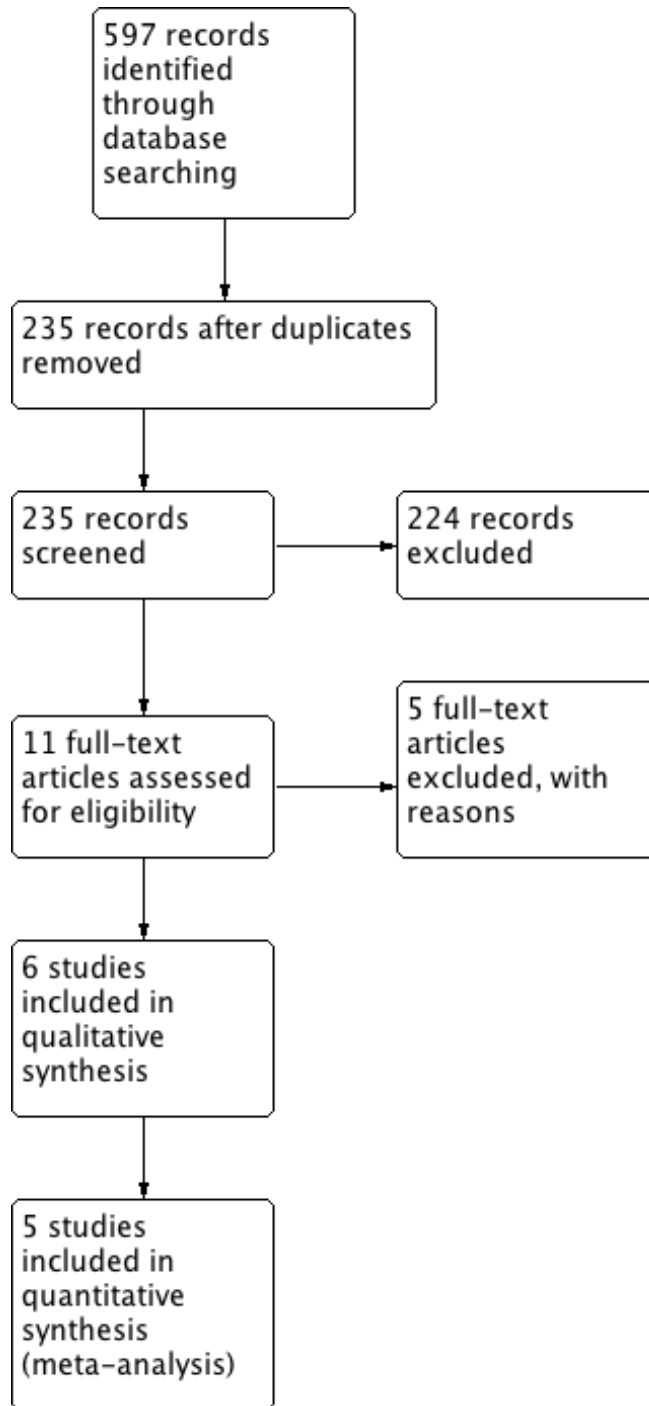 597 records
identified
through
database
searching
235 records after duplicates
removed
235 records
screened
224 records
excluded
11 full-text
articles assessed
for eligibility
5 full-text
articles
excluded, with
reasons
6 studies
included in
qualitative
synthesis
5 studies
included in
quantitative
synthesis
(meta-analysis)